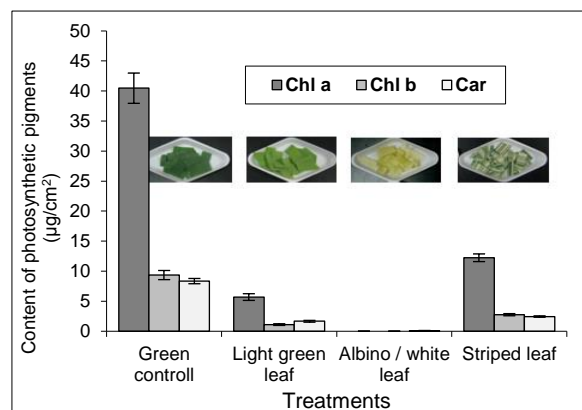 Content of photosynthetic pigments
(µg/cm²)
50
45
40
35
30
25
20
15
10
5
0
Chl a
Chl b
Car
Green
controll
Light green
leaf
Albino / white
leaf
Striped leaf
Treatments